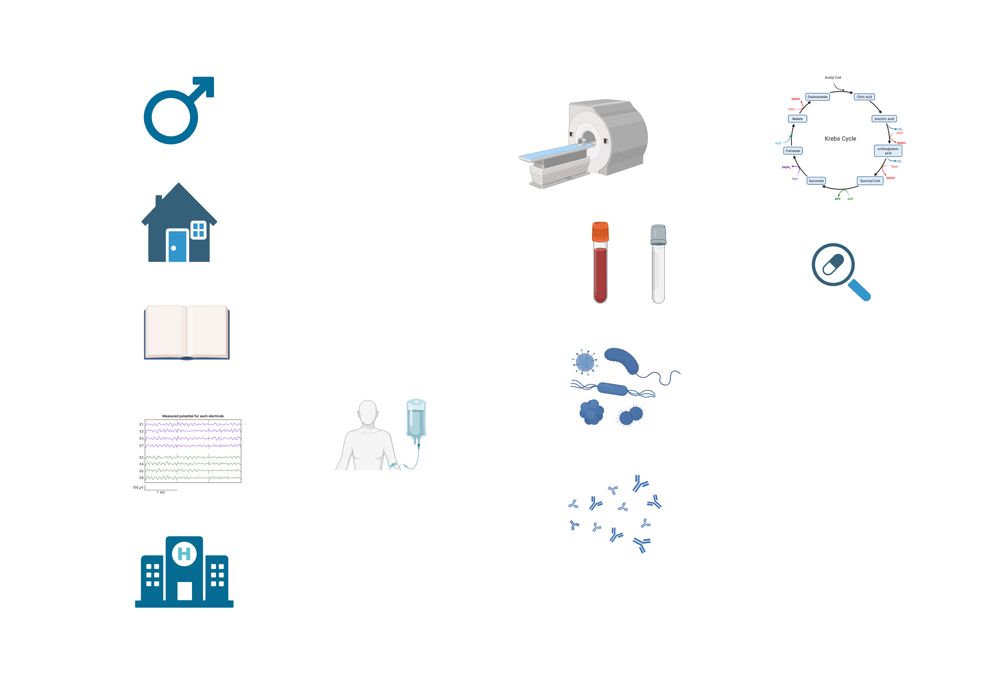 Acetyl CoA
Oxaloacetate
Citric acid
NADH
NAD⁺
Malate
Isocitric acid
CO₂
NAD⁺
NADH
Krebs Cycle
H₂O
Fumarate
α-Ketoglutaric
acid
CO₂
NAD⁺
NADH
FADH₂
FAD
Succinate
Succinyl CoA
ATP
ADP
Measured potential for each electrode
E1
E3
E5
E7
E2
E4
E6
E8
100 µV
1 sec
H